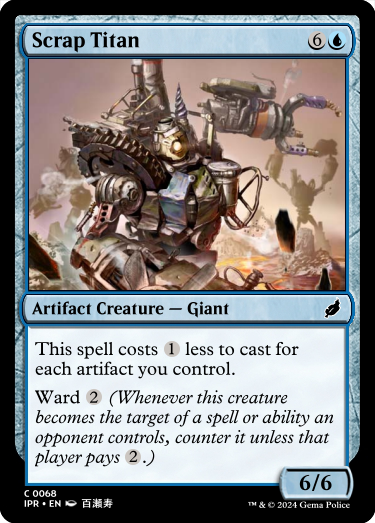 Scrap Titan 6
Artifact Creature — Giant
This spell costs 1 less to cast for
each artifact you control.
Ward 2 (Whenever this creature
becomes the target of a spell or ability an
opponent controls, counter it unless that
player pays 2.)
6/6
C 0068
IPR • EN 百瀬寿
™ & © 2024 Gema Police